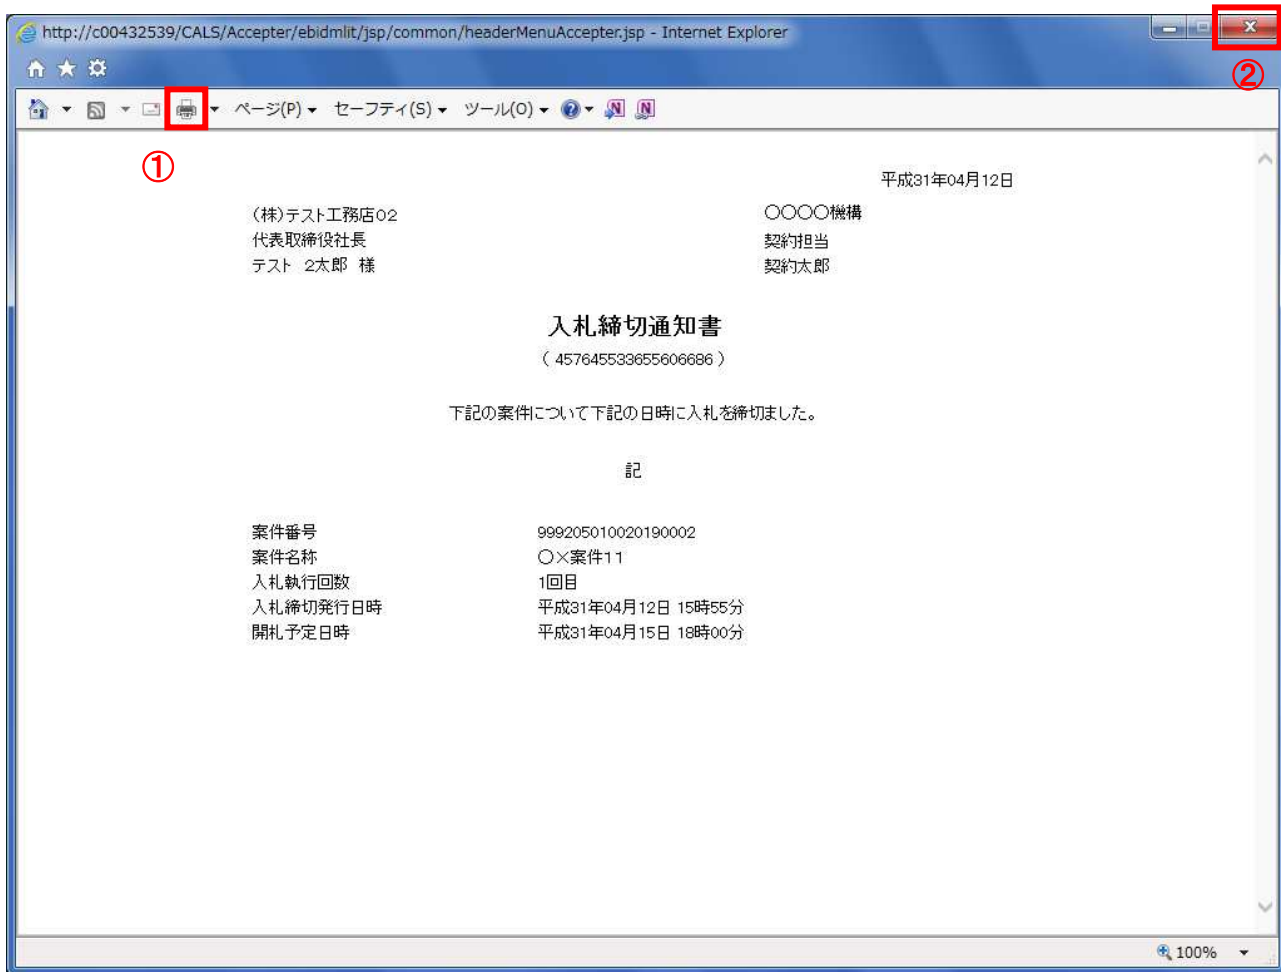 http://c00432539/CALS/Accepter/ebidmlit/jsp/common/headerMenuAccepter.jsp - Internet Explorer
②
ページ(P) セーフティ(S) ツール(O)
①
平成31年04月12日
(株)テスト工務店02 〇〇〇〇機構
代表取締役社長 契約担当
テスト 2太郎 様 契約太郎
入札締切通知書
( 457645533655606686 )
下記の案件について下記の日時に入札を締切ました。
記
案件番号 999205010020190002
案件名称 〇×案件11
入札執行回数 1回目
入札締切発行日時 平成31年04月12日 15時55分
開札予定日時 平成31年04月15日 18時00分
100%